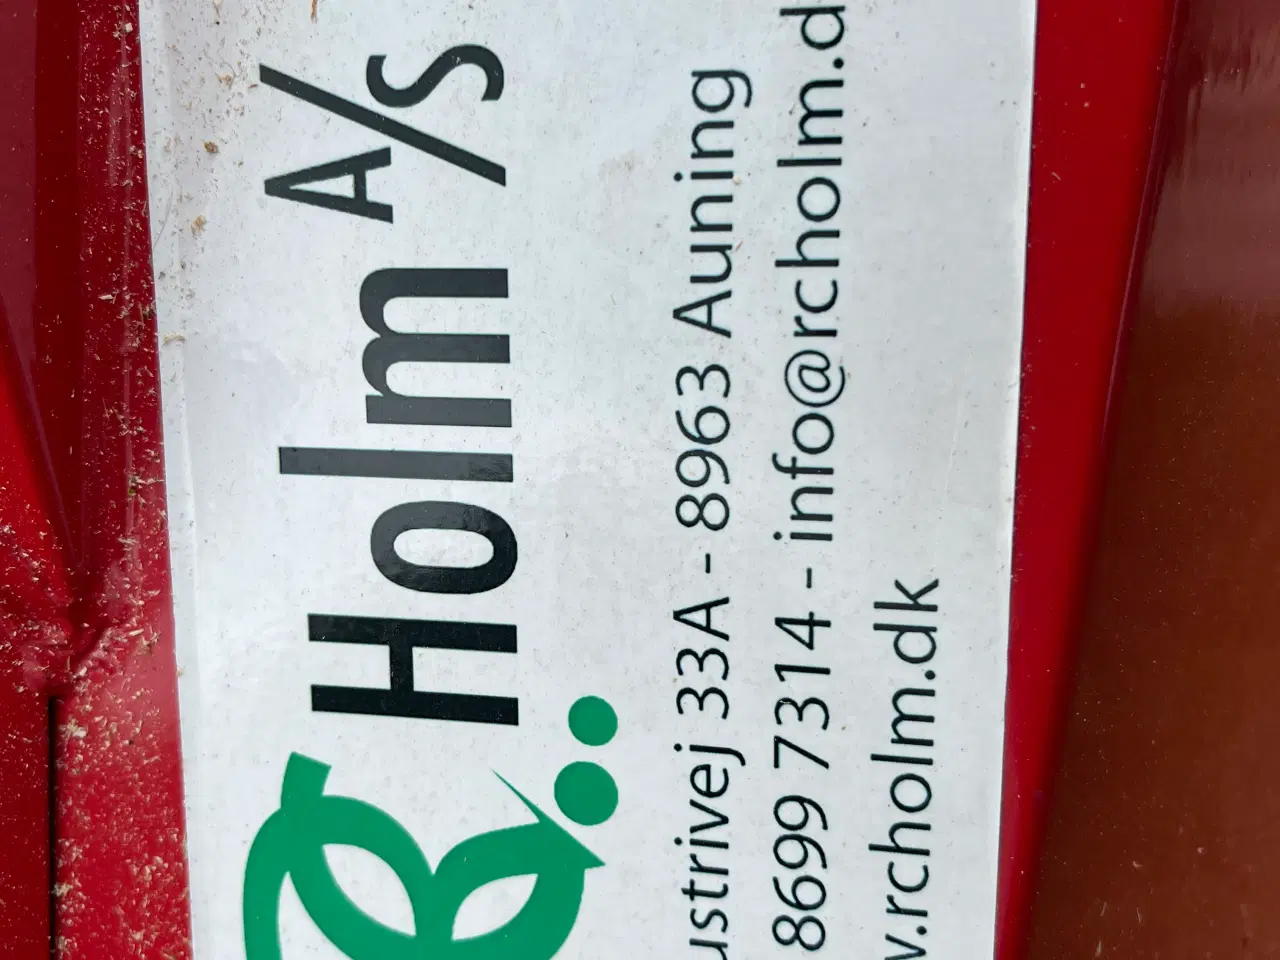 Holm A/S
ustrivej 33A - 8963 Auning
8699 7314 - info@rcholm.d
v.rcholm.dk